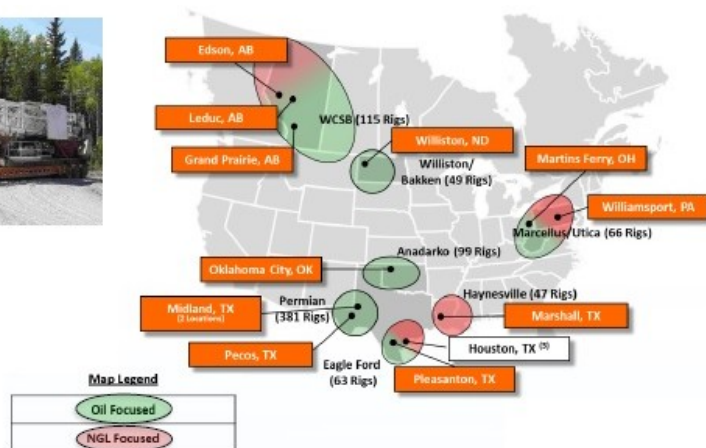 Edson, AB
Leduc, AB
WCSB (115 Rigs)
Grand Prairie, AB
Williston, ND
Williston/
Bakken (49 Rigs)
Martins Ferry, OH
Williamsport, PA
Marcellus/Utica (66 Rigs)
Anadarko (99 Rigs)
Oklahoma City, OK
Haynesville (47 Rigs)
Midland, TX
(2 Locations)
Permian
(381 Rigs)
Marshall, TX
Pecos, TX
Houston, TX (5)
Eagle Ford
(63 Rigs)
Pleasanton, TX
Map Legend
Oil Focused
NGL Focused